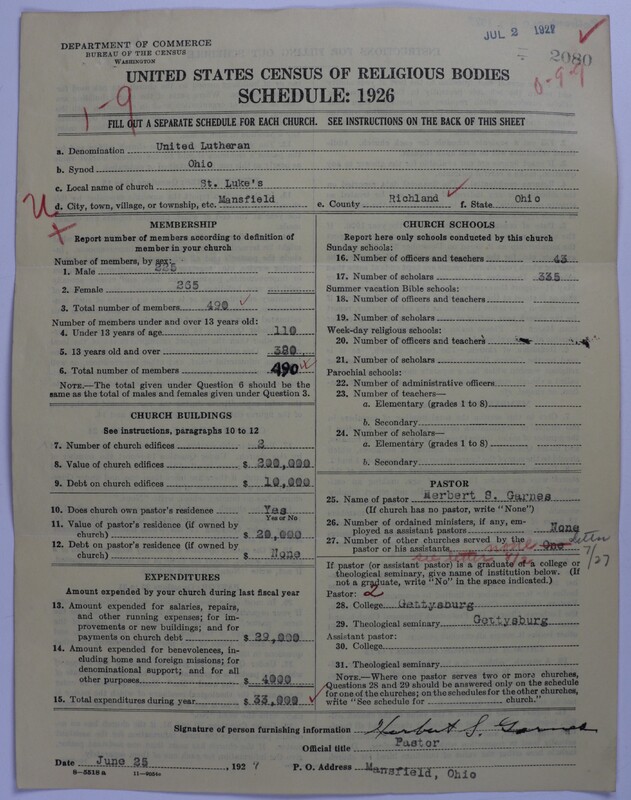 JUL 2 1927
DEPARTMENT OF COMMERCE
BUREAU OF THE CENSUS
WASHINGTON
2080
0-9-9
UNITED STATES CENSUS OF RELIGIOUS BODIES
SCHEDULE: 1926
1-9
FILL OUT A SEPARATE SCHEDULE FOR EACH CHURCH. SEE INSTRUCTIONS ON THE BACK OF THIS SHEET
a. Denomination United Lutheran
b. Synod Ohio
c. Local name of church St. Luke's
d. City, town, village, or township, etc. Mansfield e. County Richland f. State Ohio
MEMBERSHIP
Report number of members according to definition of
member in your church
Number of members, by sex:
1. Male 225
2. Female 265
3. Total number of members 490
Number of members under and over 13 years old:
4. Under 13 years of age 110
5. 13 years old and over 380
6. Total number of members 490
NOTE.—The total given under Question 6 should be the
same as the total of males and females given under Question 3.
CHURCH BUILDINGS
See instructions, paragraphs 10 to 12
7. Number of church edifices 2
8. Value of church edifices $ 200,000
9. Debt on church edifices $ 10,000
10. Does church own pastor's residence Yes
Yes or No
11. Value of pastor's residence (if owned by
church) $ 20,000
12. Debt on pastor's residence (if owned by
church) $ None
EXPENDITURES
Amount expended by your church during last fiscal year
13. Amount expended for salaries, repairs,
and other running expenses; for im-
provements or new buildings; and for
payments on church debt $ 29,000
14. Amount expended for benevolences, in-
cluding home and foreign missions; for
denominational support; and for all
other purposes $ 4000
15. Total expenditures during year $ 33,000
CHURCH SCHOOLS
Report here only schools conducted by this church
Sunday schools:
16. Number of officers and teachers 43
17. Number of scholars 335
Summer vacation Bible schools:
18. Number of officers and teachers
19. Number of scholars
Week-day religious schools:
20. Number of officers and teachers
21. Number of scholars
Parochial schools:
22. Number of administrative officers
23. Number of teachers—
a. Elementary (grades 1 to 8)
b. Secondary
24. Number of scholars—
a. Elementary (grades 1 to 8)
b. Secondary
PASTOR
25. Name of pastor Herbert S. Garnes
(If church has no pastor, write "None")
26. Number of ordained ministers, if any, em-
ployed as assistant pastors None
27. Number of other churches served by the
pastor or his assistants none One letter
see letter 7/27
If pastor (or assistant pastor) is a graduate of a college or
theological seminary, give name of institution below. (If
not a graduate, write "No" in the space indicated.)
Pastor: 2
28. College Gettysburg
29. Theological seminary Gettysburg
Assistant pastor:
30. College
31. Theological seminary
NOTE.—Where one pastor serves two or more churches,
Questions 28 and 29 should be answered only on the schedule
for one of the churches; on the schedules for the other churches,
write "See schedule for church."
Signature of person furnishing information Herbert S. Garnes
Official title Pastor
Date June 25, 1927 P. O. Address Mansfield, Ohio
8-5518a 11-9524c